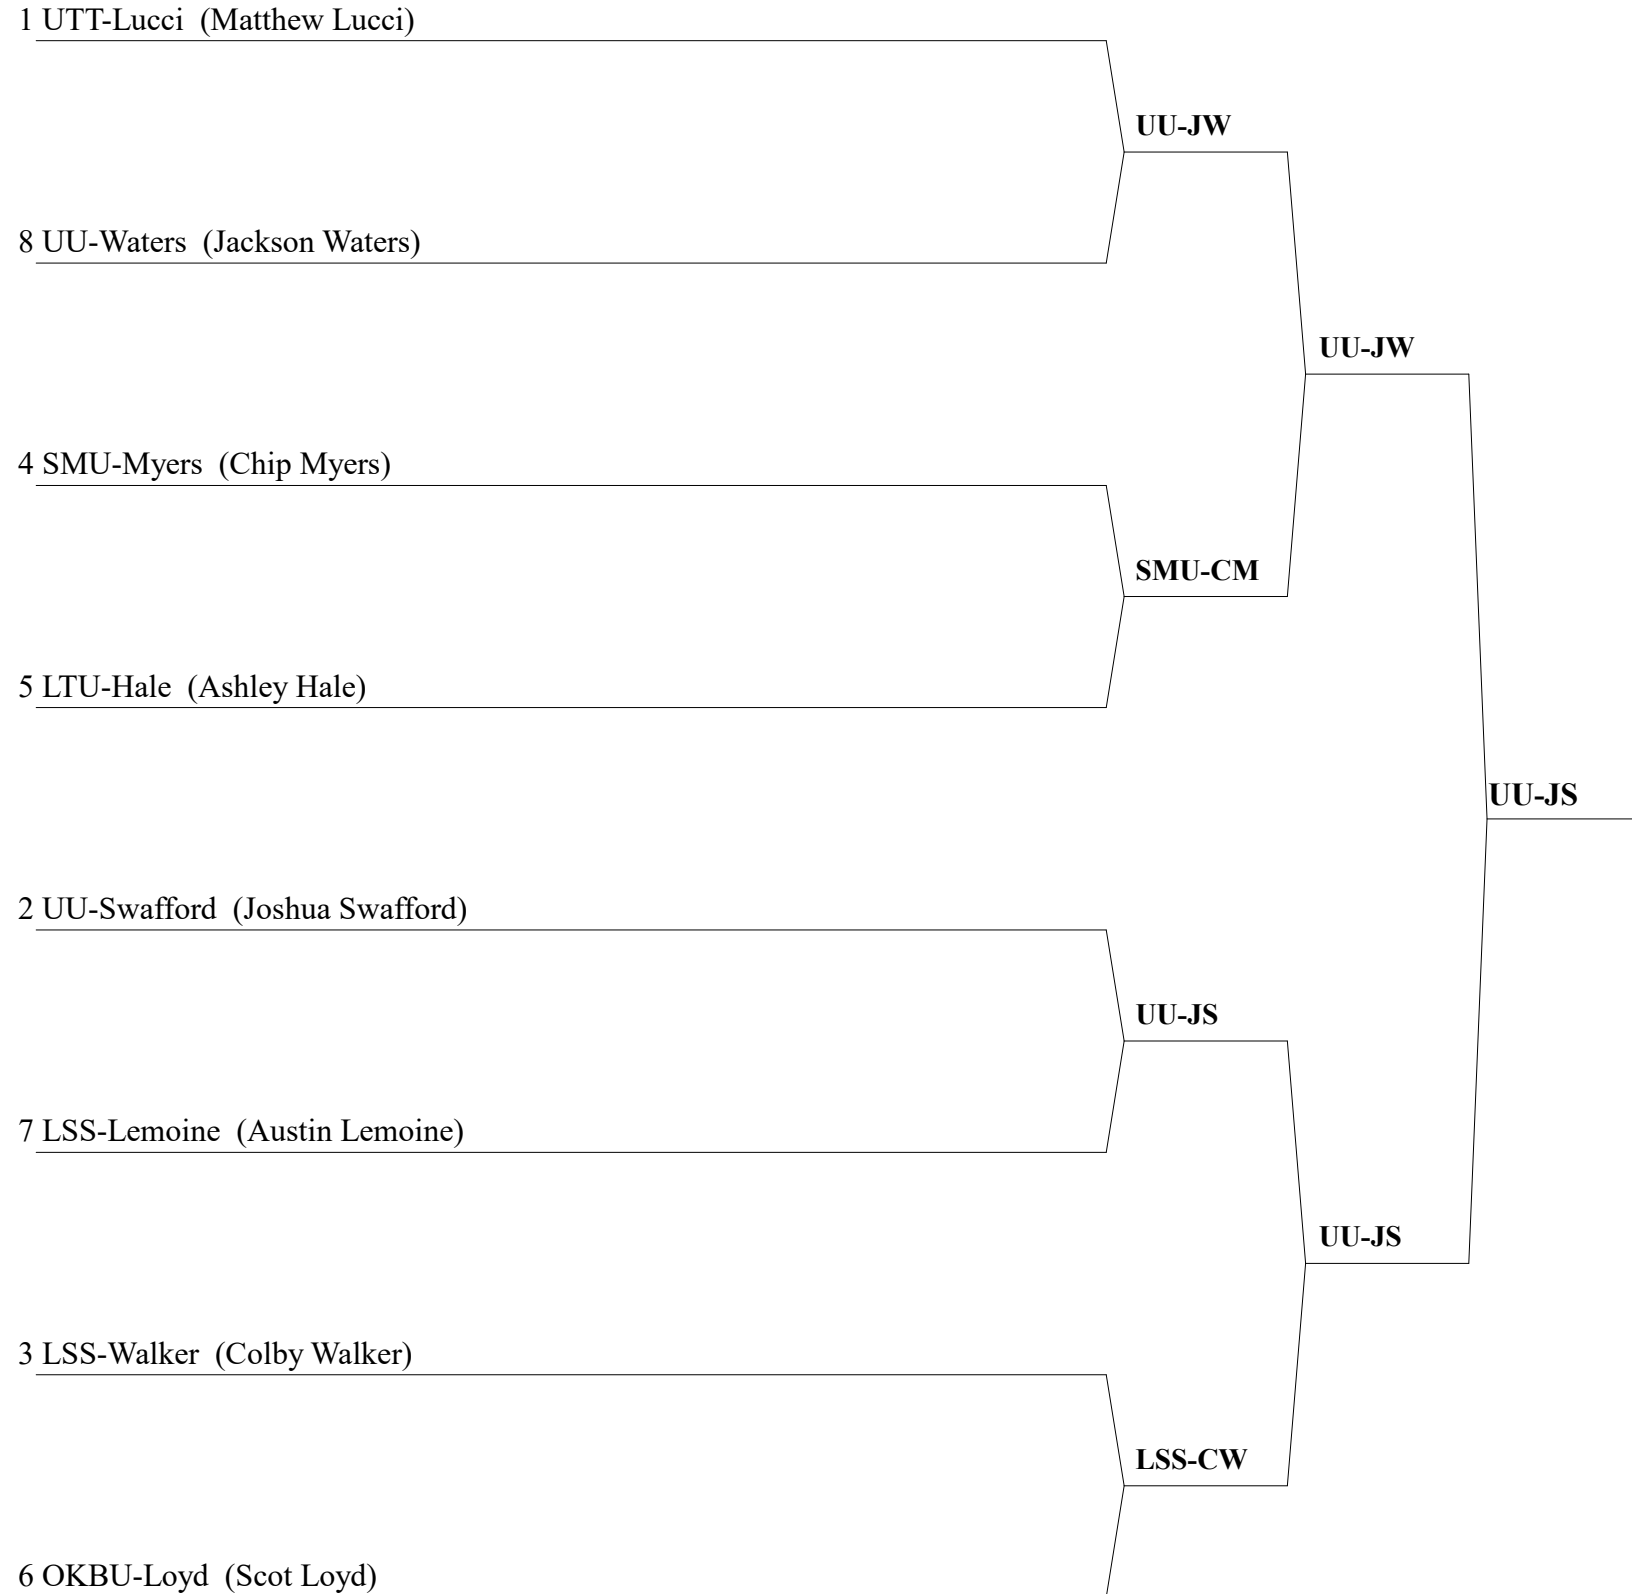 1 UTT-Lucci (Matthew Lucci)
UU-JW
8 UU-Waters (Jackson Waters)
UU-JW
4 SMU-Myers (Chip Myers)
SMU-CM
5 LTU-Hale (Ashley Hale)
UU-JS
2 UU-Swafford (Joshua Swafford)
UU-JS
7 LSS-Lemoine (Austin Lemoine)
UU-JS
3 LSS-Walker (Colby Walker)
LSS-CW
6 OKBU-Loyd (Scot Loyd)